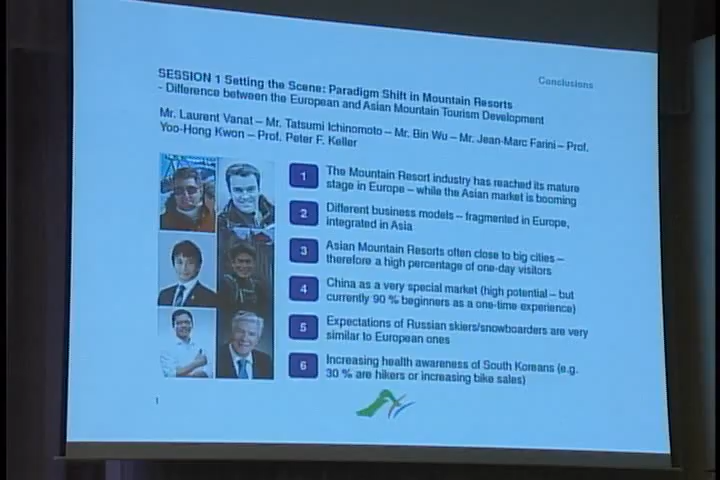 Conclusions
SESSION 1 Setting the Scene: Paradigm Shift in Mountain Resorts
- Difference between the European and Asian Mountain Tourism Development
Mr. Laurent Vanat – Mr. Tatsumi Ichinomoto – Mr. Bin Wu – Mr. Jean-Marc Farini – Prof.
Yoo-Hong Kwon – Prof. Peter F. Keller
1 The Mountain Resort industry has reached its mature
stage in Europe – while the Asian market is booming
2 Different business models – fragmented in Europe,
integrated in Asia
3 Asian Mountain Resorts often close to big cities –
therefore a high percentage of one-day visitors
4 China as a very special market (high potential – but
currently 90 % beginners as a one-time experience)
5 Expectations of Russian skiers/snowboarders are very
similar to European ones
6 Increasing health awareness of South Koreans (e.g.
30 % are hikers or increasing bike sales)
1